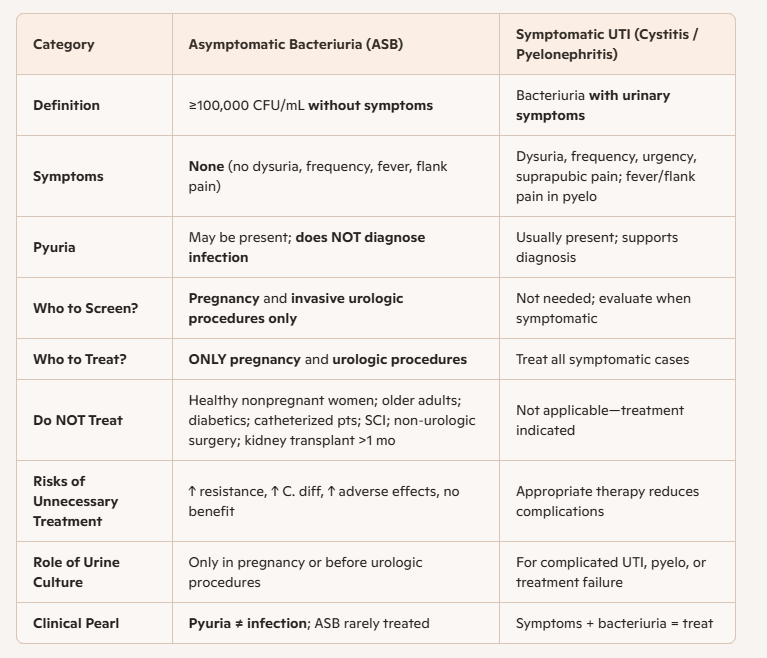 Category
Asymptomatic Bacteriuria (ASB)
Symptomatic UTI (Cystitis /
Pyelonephritis)
Definition
≥100,000 CFU/mL without symptoms
Bacteriuria with urinary
symptoms
Symptoms
None (no dysuria, frequency, fever, flank
pain)
Dysuria, frequency, urgency,
suprapubic pain; fever/flank
pain in pyelo
Pyuria
May be present; does NOT diagnose
infection
Usually present; supports
diagnosis
Who to Screen?
Pregnancy and invasive urologic
procedures only
Not needed; evaluate when
symptomatic
Who to Treat?
ONLY pregnancy and urologic procedures
Treat all symptomatic cases
Do NOT Treat
Healthy nonpregnant women; older adults;
diabetics; catheterized pts; SCI; non-urologic
surgery; kidney transplant >1 mo
Not applicable—treatment
indicated
Risks of
Unnecessary
Treatment
↑ resistance, ↑ C. diff, ↑ adverse effects, no
benefit
Appropriate therapy reduces
complications
Role of Urine
Culture
Only in pregnancy or before urologic
procedures
For complicated UTI, pyelo, or
treatment failure
Clinical Pearl
Pyuria ≠ infection; ASB rarely treated
Symptoms + bacteriuria = treat